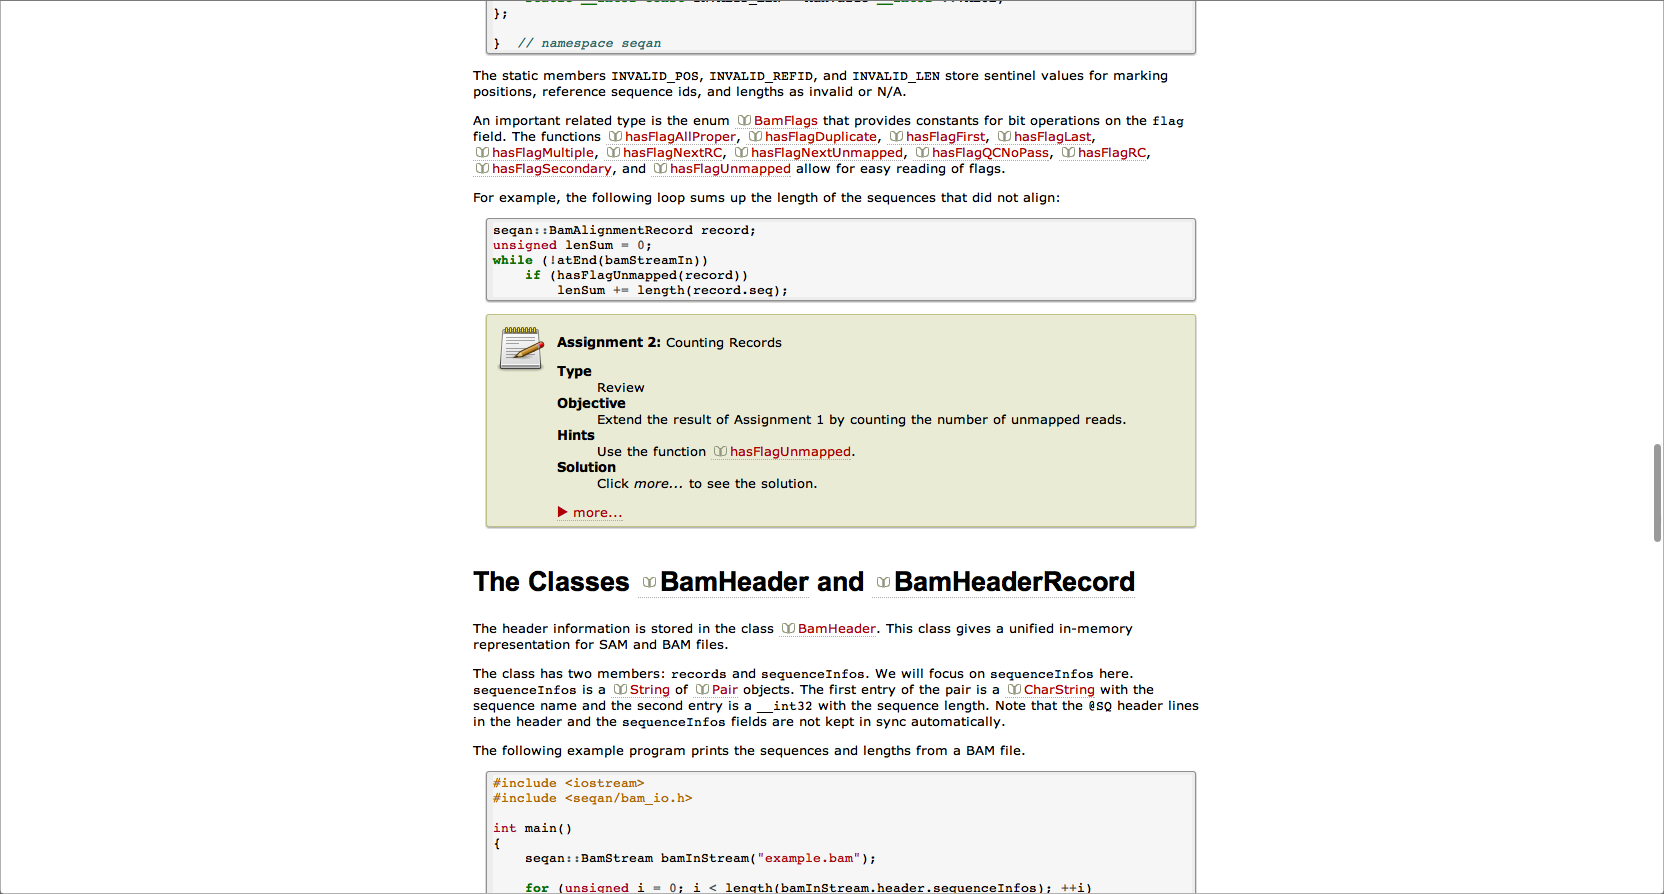 };
}  // namespace seqan
The static members INVALID_POS, INVALID_REFID, and INVALID_LEN store sentinel values for marking
positions, reference sequence ids, and lengths as invalid or N/A.
An important related type is the enum BamFlags that provides constants for bit operations on the flag
field. The functions hasFlagAllProper, hasFlagDuplicate, hasFlagFirst, hasFlagLast,
hasFlagMultiple, hasFlagNextRC, hasFlagNextUnmapped, hasFlagQCNoPass, hasFlagRC,
hasFlagSecondary, and hasFlagUnmapped allow for easy reading of flags.
For example, the following loop sums up the length of the sequences that did not align:
seqan::BamAlignmentRecord record;
unsigned lenSum = 0;
while (!atEnd(bamStreamIn))
    if (hasFlagUnmapped(record))
        lenSum += length(record.seq);
Assignment 2: Counting Records
Type
Review
Objective
Extend the result of Assignment 1 by counting the number of unmapped reads.
Hints
Use the function hasFlagUnmapped.
Solution
Click more... to see the solution.
more...
The Classes BamHeader and BamHeaderRecord
The header information is stored in the class BamHeader. This class gives a unified in-memory
representation for SAM and BAM files.
The class has two members: records and sequenceInfos. We will focus on sequenceInfos here.
sequenceInfos is a String of Pair objects. The first entry of the pair is a CharString with the
sequence name and the second entry is a __int32 with the sequence length. Note that the @SQ header lines
in the header and the sequenceInfos fields are not kept in sync automatically.
The following example program prints the sequences and lengths from a BAM file.
#include <iostream>
#include <seqan/bam_io.h>
int main()
{
    seqan::BamStream bamInStream("example.bam");
    for (unsigned i = 0; i < length(bamInStream.header.sequenceInfos); ++i)